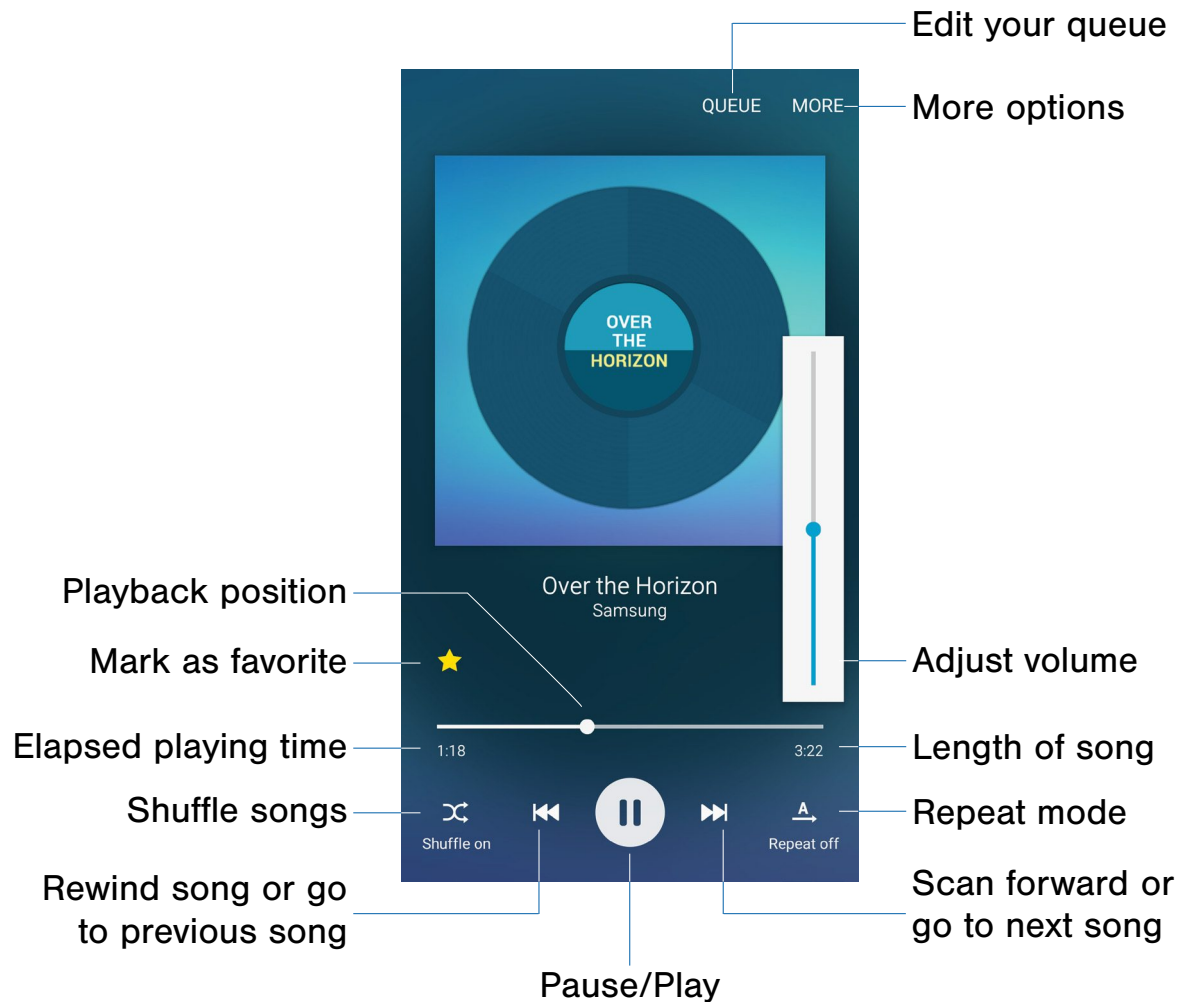 Edit your queue
QUEUE MORE
More options
OVER
THE
HORIZON
Over the Horizon
Samsung
Playback position
Mark as favorite
Adjust volume
Elapsed playing time
1:18
3:22
Length of song
Shuffle songs
Shuffle on
A
Repeat off
Repeat mode
Rewind song or go
to previous song
Scan forward or
go to next song
Pause/Play